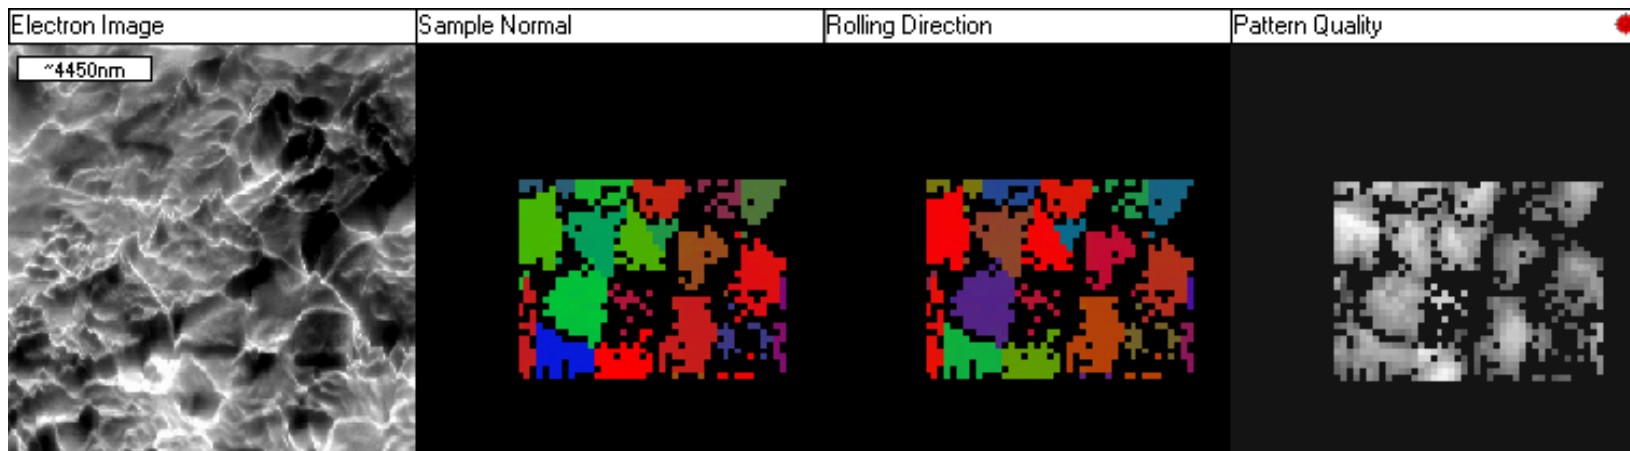 Electron Image
Sample Normal
Rolling Direction
Pattern Quality
~4450nm